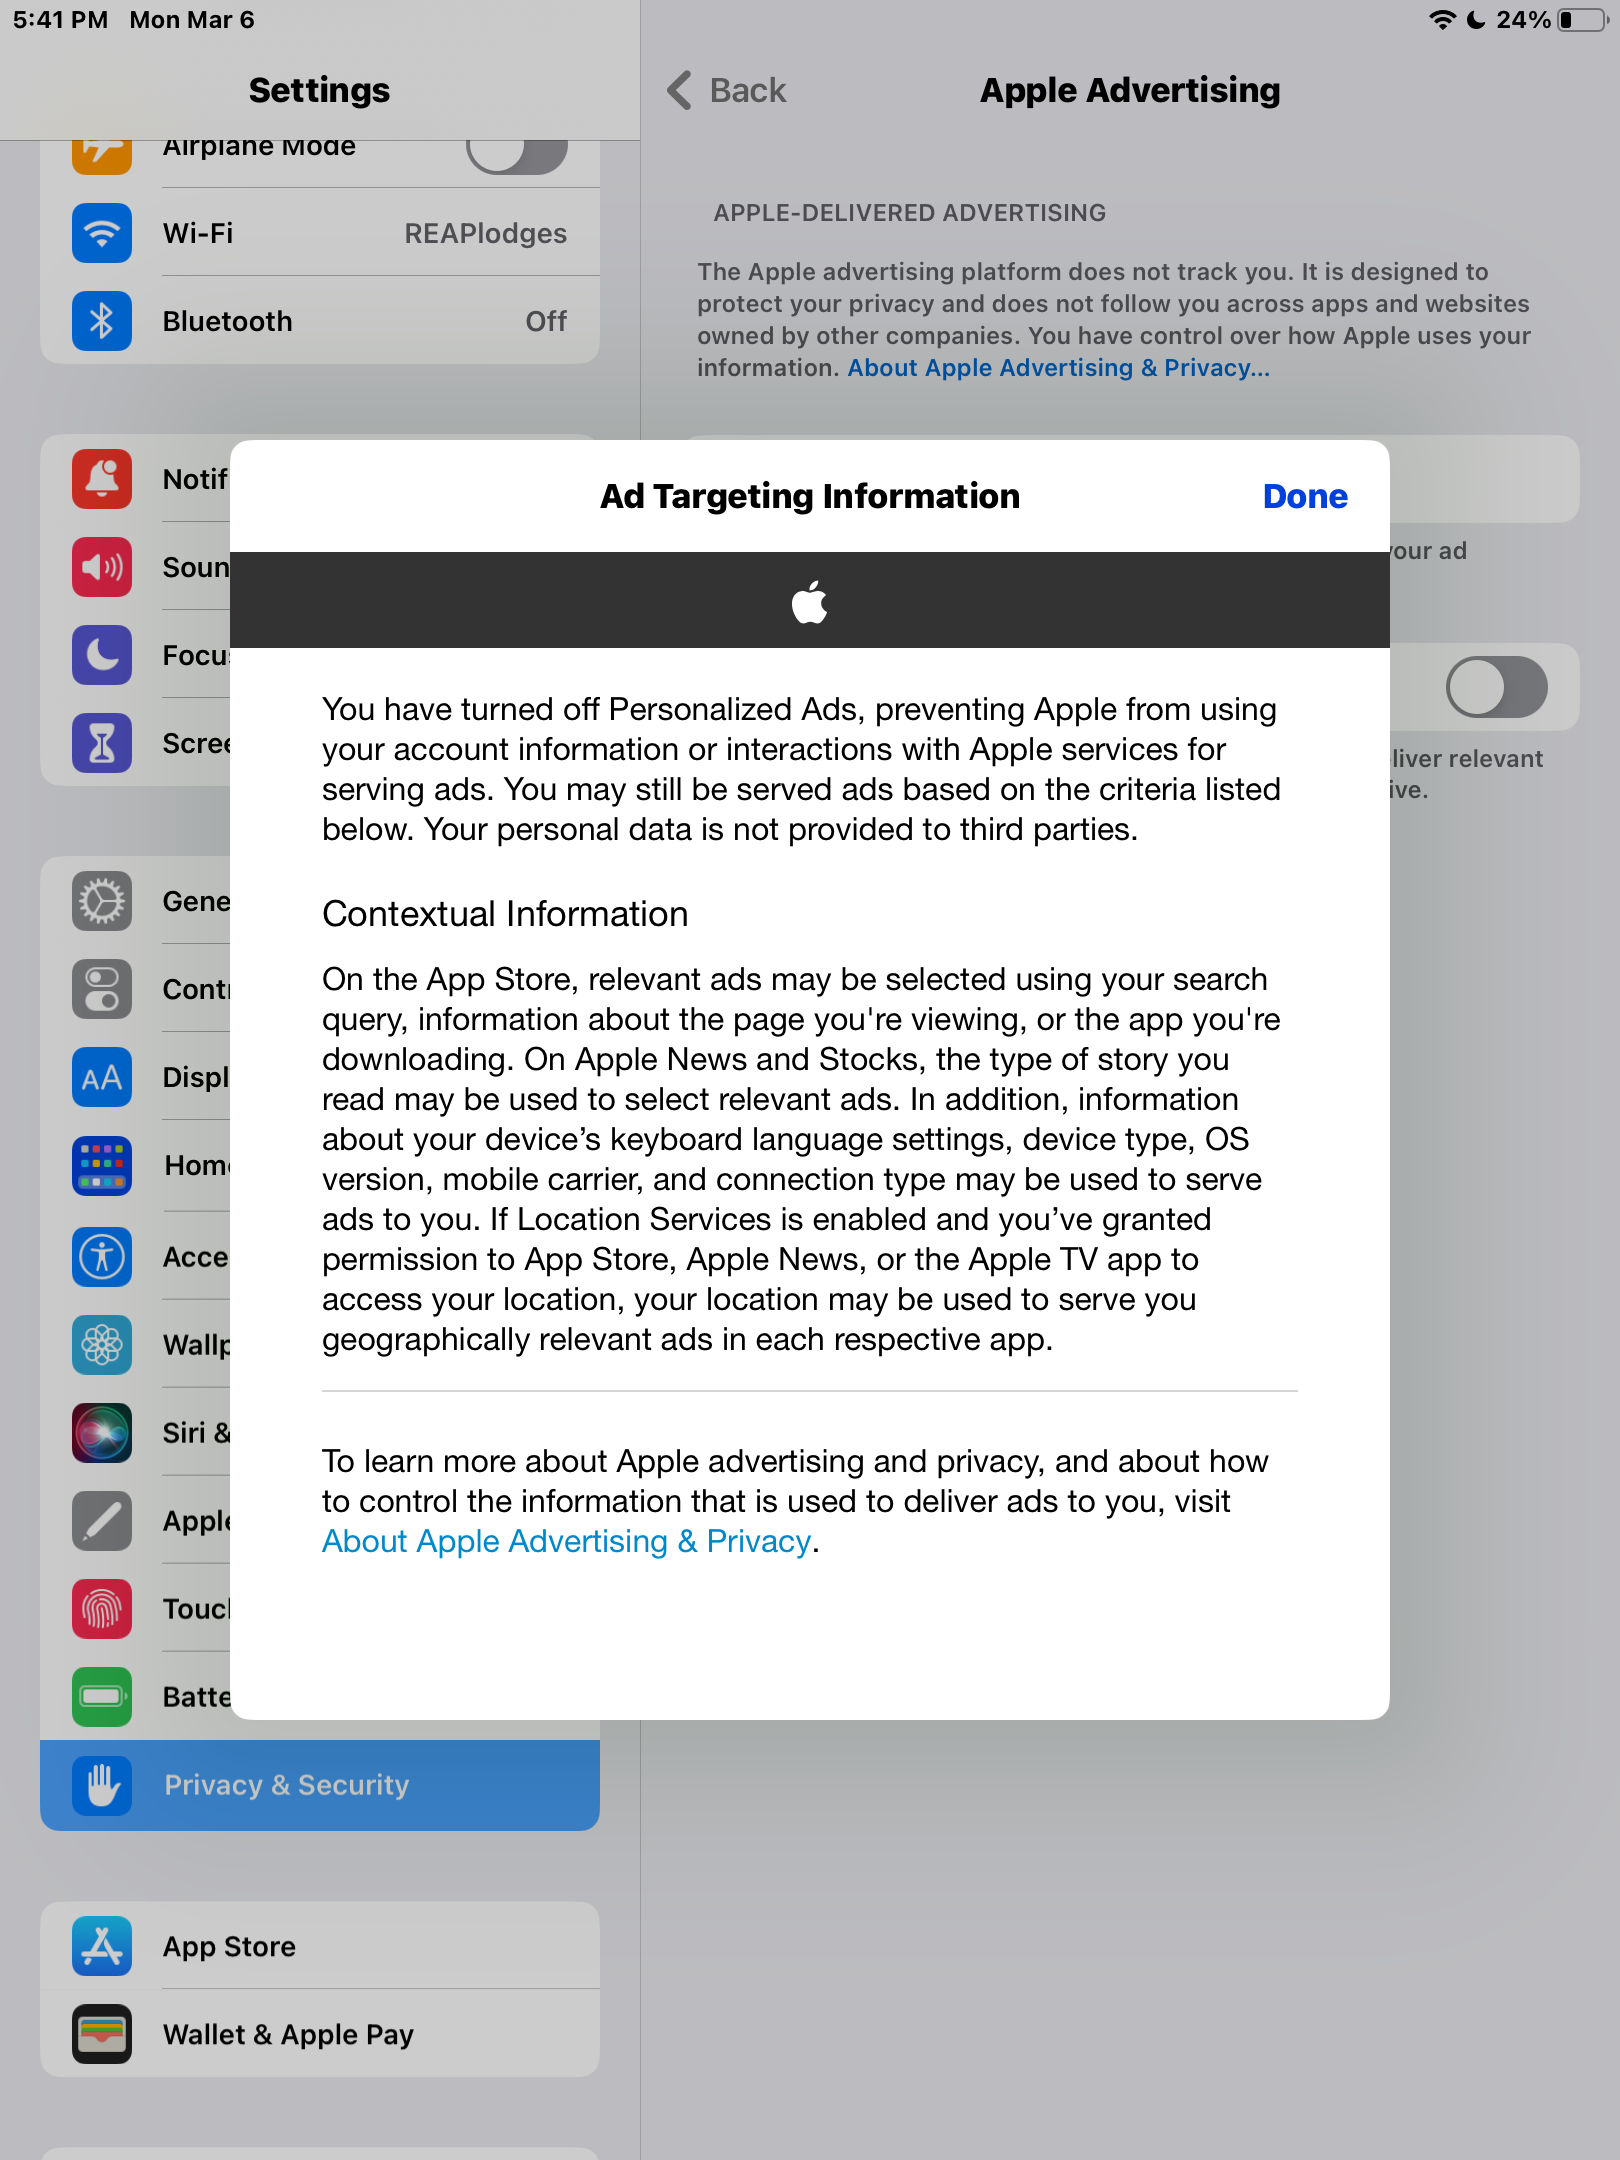 5:41 PM Mon Mar 6
24%
Settings
Airplane Mode
Wi-Fi REAPlodges
Bluetooth Off
Notif
Soun
Focu
Scree
Gene
Cont
Displ
Hom
Acce
Wallp
Siri &
Apple
Touc
Batte
Privacy & Security
App Store
Wallet & Apple Pay
Back
Apple Advertising
APPLE-DELIVERED ADVERTISING
The Apple advertising platform does not track you. It is designed to
protect your privacy and does not follow you across apps and websites
owned by other companies. You have control over how Apple uses your
information. About Apple Advertising & Privacy...
our ad
liver relevant
ive.
Ad Targeting Information
Done
You have turned off Personalized Ads, preventing Apple from using
your account information or interactions with Apple services for
serving ads. You may still be served ads based on the criteria listed
below. Your personal data is not provided to third parties.
Contextual Information
On the App Store, relevant ads may be selected using your search
query, information about the page you're viewing, or the app you're
downloading. On Apple News and Stocks, the type of story you
read may be used to select relevant ads. In addition, information
about your device’s keyboard language settings, device type, OS
version, mobile carrier, and connection type may be used to serve
ads to you. If Location Services is enabled and you’ve granted
permission to App Store, Apple News, or the Apple TV app to
access your location, your location may be used to serve you
geographically relevant ads in each respective app.
To learn more about Apple advertising and privacy, and about how
to control the information that is used to deliver ads to you, visit
About Apple Advertising & Privacy.